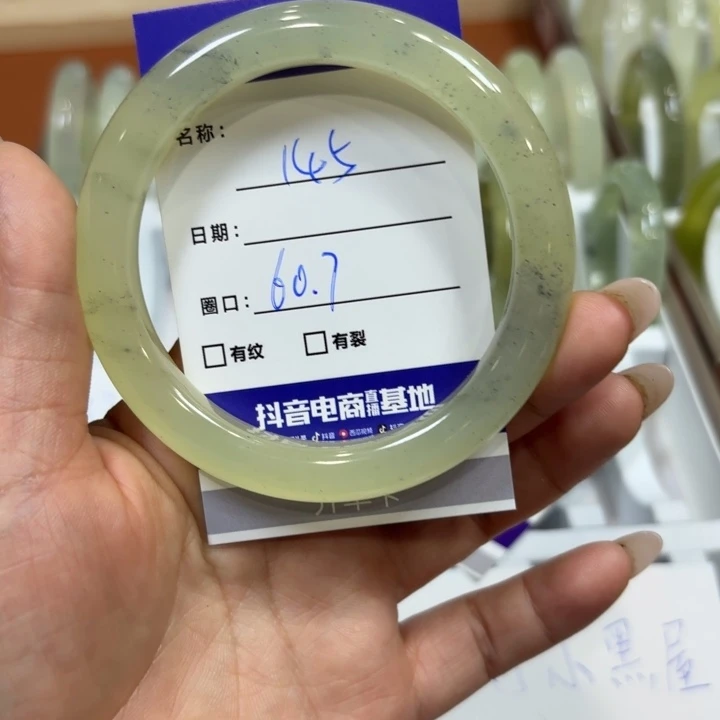 名称: 145
日期:
圈口: 60.7
有纹 有裂
抖音电商直播基地
小黑屋